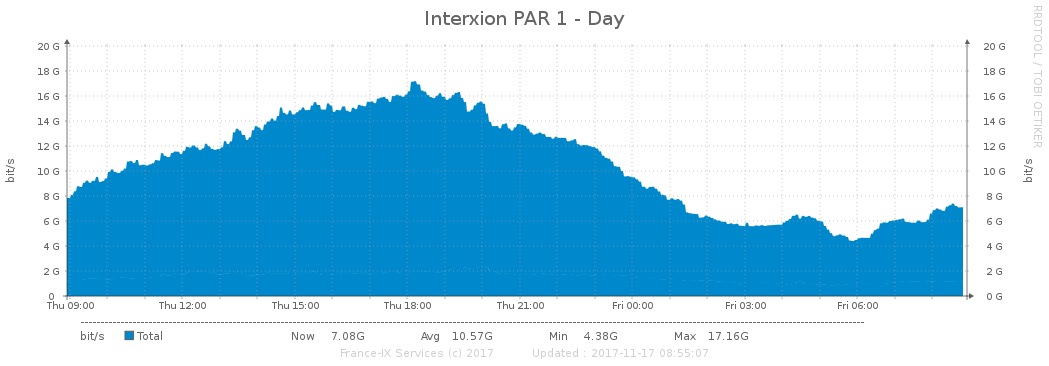 Interxion PAR 1 - Day
RRDTOOL / TOBI OETIKER
bit/s
20 G 20 G
18 G 18 G
16 G 16 G
14 G 14 G
12 G 12 G
10 G 10 G
8 G 8 G
6 G 6 G
4 G 4 G
2 G 2 G
0 0 G
bit/s
Thu 09:00 Thu 12:00 Thu 15:00 Thu 18:00 Thu 21:00 Fri 00:00 Fri 03:00 Fri 06:00
bit/s Total Now 7.08G Avg 10.57G Min 4.38G Max 17.16G
France-IX Services (c) 2017 Updated : 2017-11-17 08:55:07